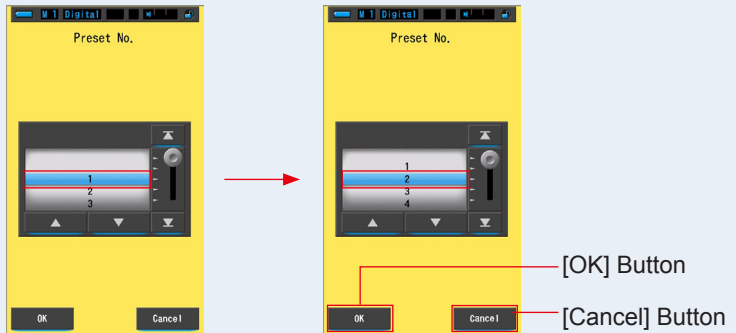 M 1 Digital
Preset No.
1
2
3
OK
Cancel
M 1 Digital
Preset No.
1
2
3
4
OK
Cancel
[OK] Button
[Cancel] Button